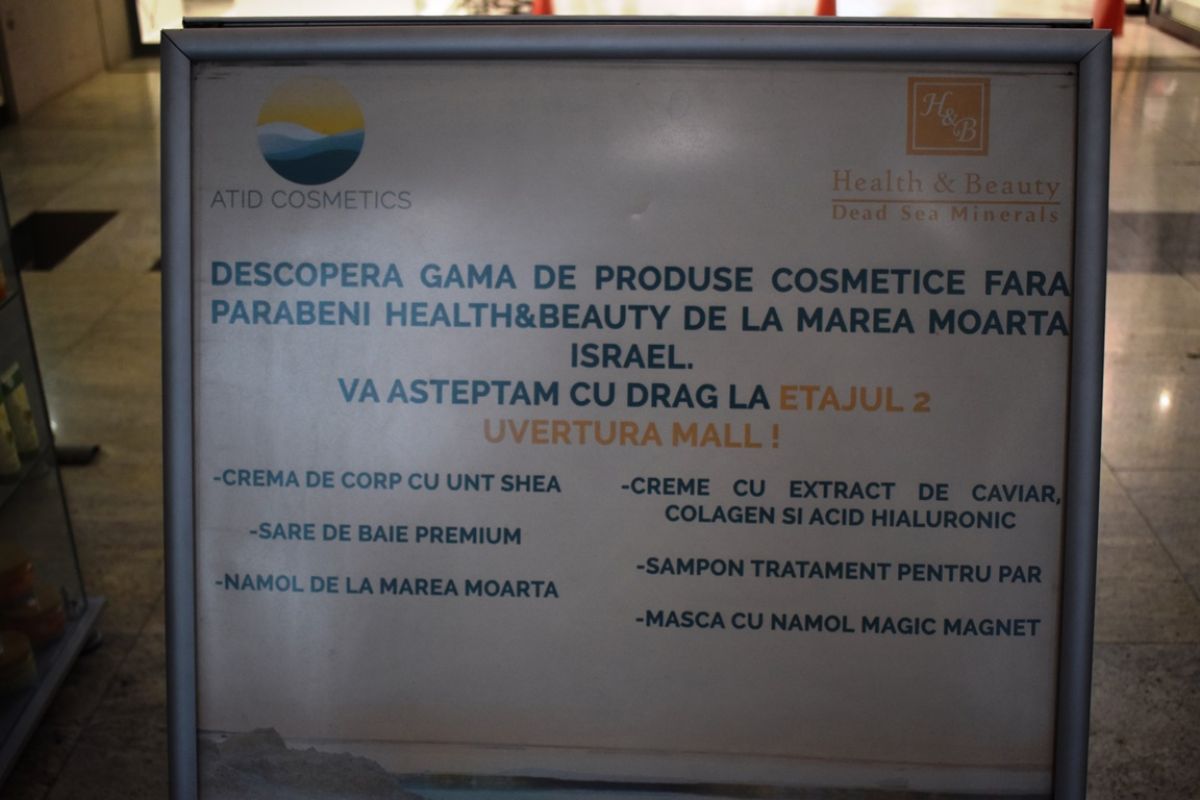 ATID COSMETICS
H&B
Health & Beauty
Dead Sea Minerals
DESCOPERA GAMA DE PRODUSE COSMETICE FARA
PARABENI HEALTH&BEAUTY DE LA MAREA MOARTA
ISRAEL.
VA ASTEPTAM CU DRAG LA ETAJUL 2
UVERTURA MALL !
-CREMA DE CORP CU UNT SHEA
-SARE DE BAIE PREMIUM
-NAMOL DE LA MAREA MOARTA
-CREME CU EXTRACT DE CAVIAR,
COLAGEN SI ACID HIALURONIC
-SAMPON TRATAMENT PENTRU PAR
-MASCA CU NAMOL MAGIC MAGNET